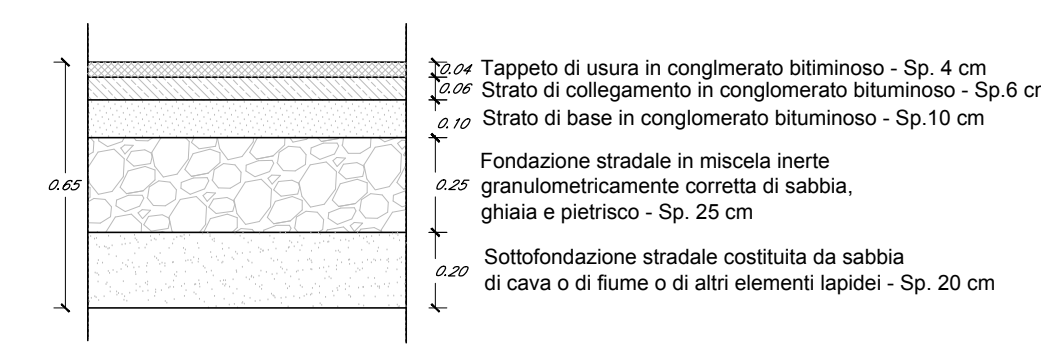 0.65
0.04 Tappeto di usura in conglmerato bitiminoso - Sp. 4 cm
0.06 Strato di collegamento in conglomerato bituminoso - Sp.6 cm
0.10 Strato di base in conglomerato bituminoso - Sp.10 cm
Fondazione stradale in miscela inerte
0.25 granulometricamente corretta di sabbia,
ghiaia e pietrisco - Sp. 25 cm
Sottofondazione stradale costituita da sabbia
0.20 di cava o di fiume o di altri elementi lapidei - Sp. 20 cm